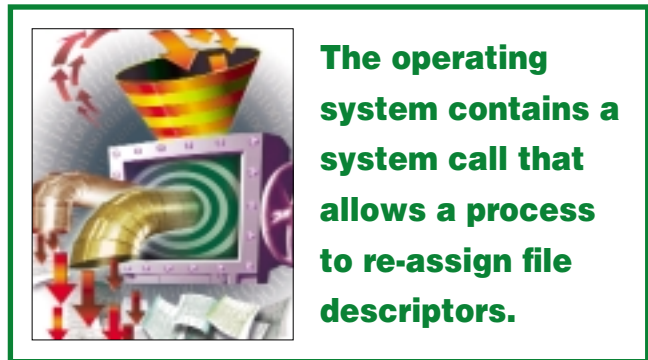 The operating
system contains a
system call that
allows a process
to re-assign file
descriptors.